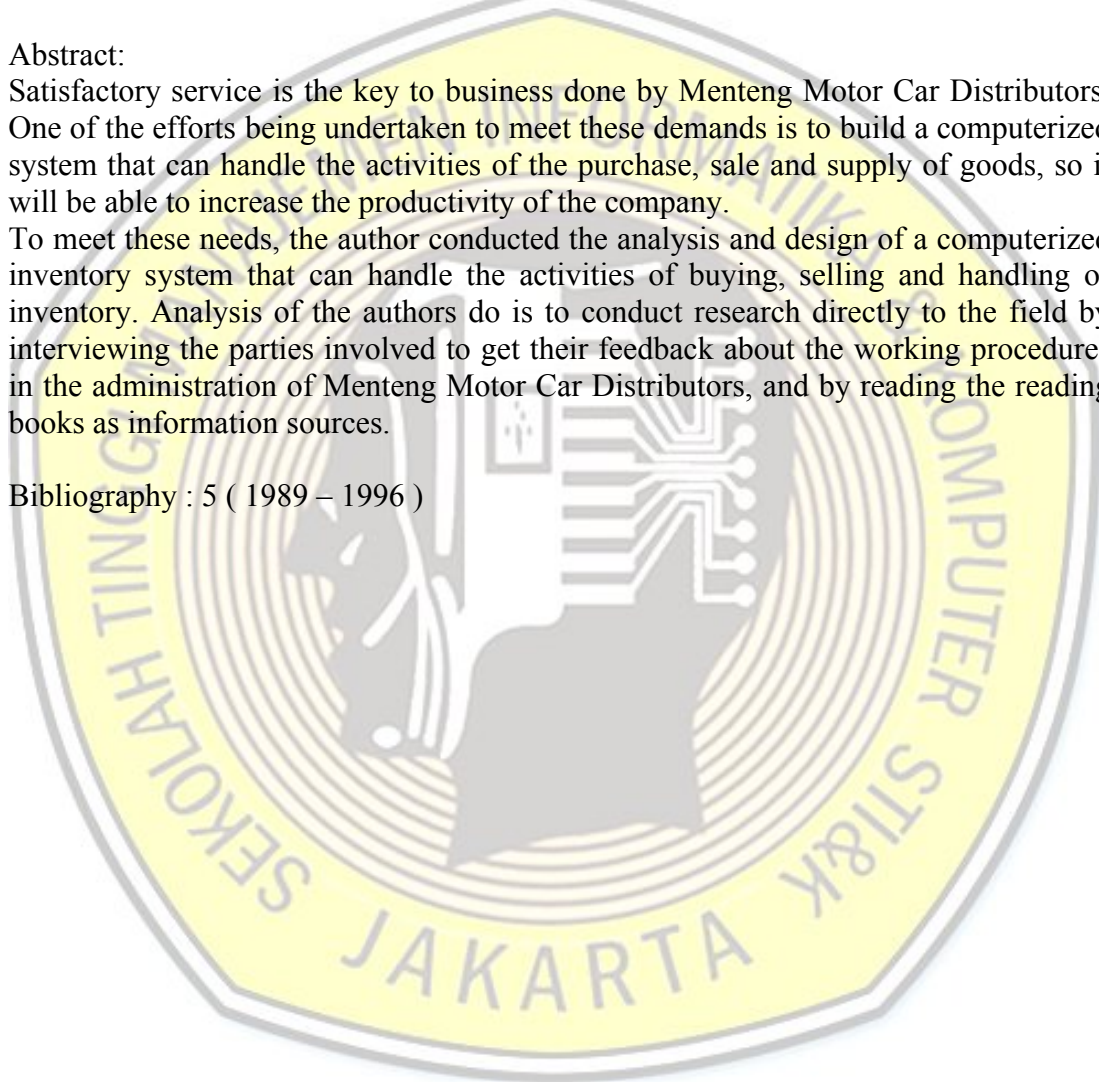 Abstract:
Satisfactory service is the key to business done by Menteng Motor Car Distributors
One of the efforts being undertaken to meet these demands is to build a computerized
system that can handle the activities of the purchase, sale and supply of goods, so i
will be able to increase the productivity of the company.
To meet these needs, the author conducted the analysis and design of a computerized
inventory system that can handle the activities of buying, selling and handling o
inventory. Analysis of the authors do is to conduct research directly to the field by
interviewing the parties involved to get their feedback about the working procedure
in the administration of Menteng Motor Car Distributors, and by reading the reading
books as information sources.
Bibliography : 5 ( 1989 – 1996 )
SEKOLAH TINGGI MANAJEMEN INFORMATIKA & KOMPUTER STI&K
JAKARTA